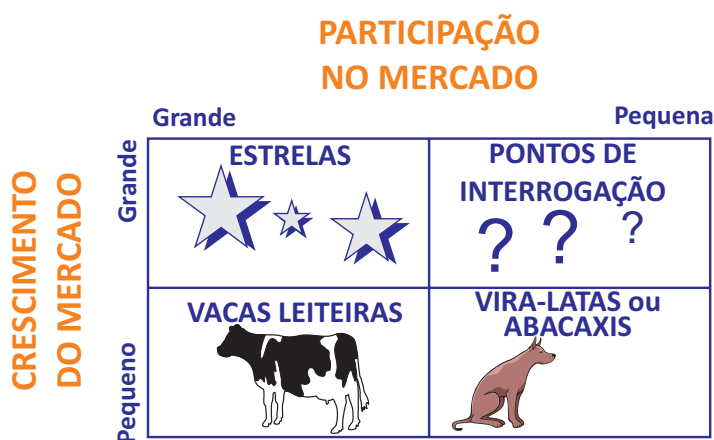 PARTICIPAÇÃO
NO MERCADO
Grande
Pequena
CRESCIMENTO
DO MERCADO
Grande
ESTRELAS
PONTOS DE
INTERROGAÇÃO
? ? ?
Pequeno
VACAS LEITEIRAS
VIRA-LATAS ou
ABACAXIS